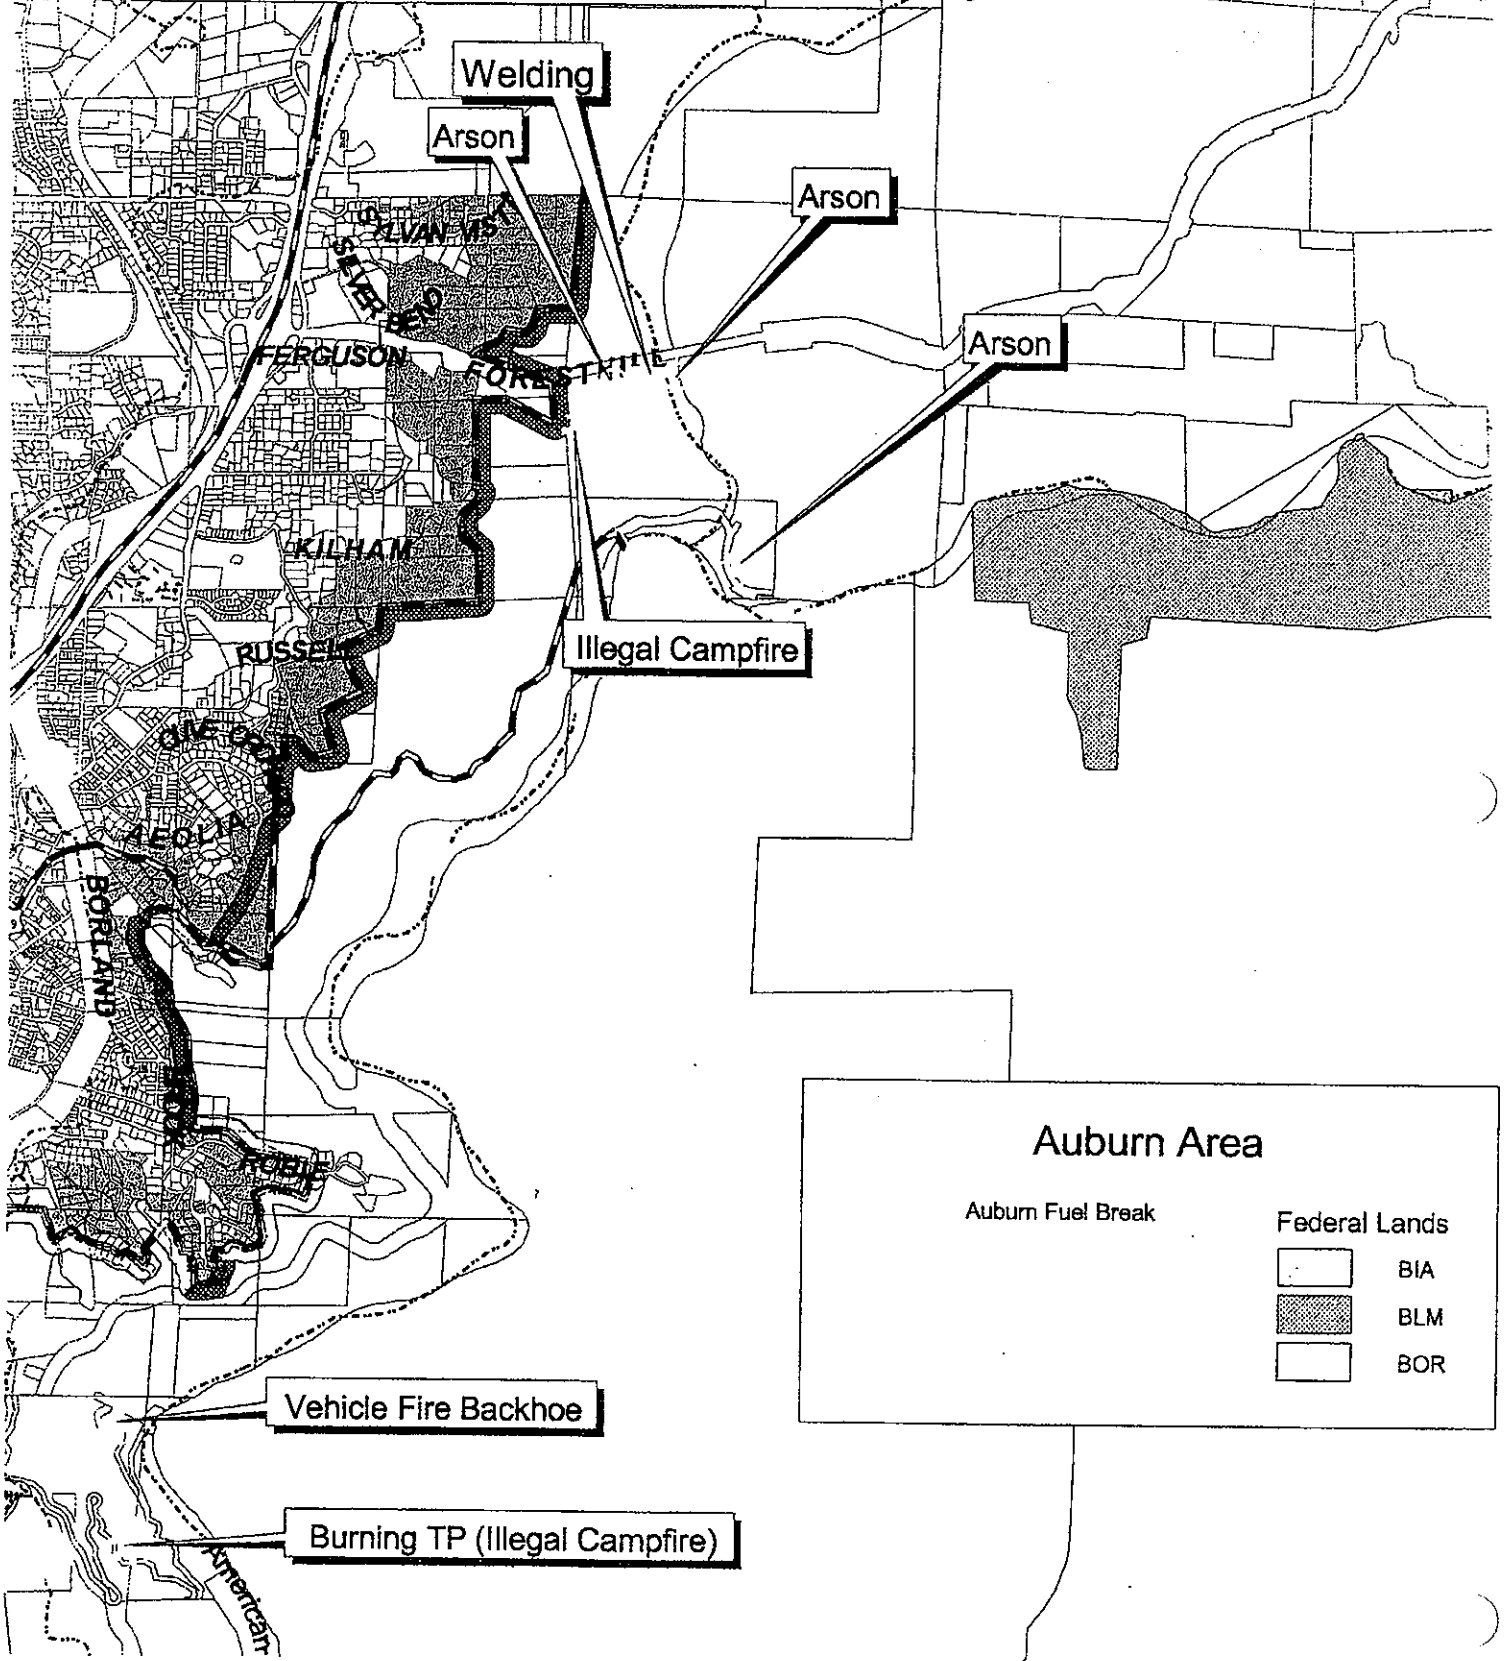 Welding
Arson
Arson
SYLVAN VIST
SILVER BEND
FERGUSON
FORESTHILL
Arson
KILHAM
Illegal Campfire
RUSSELL
AEOLIA
BORLAND
ROBIE
Auburn Area
Auburn Fuel Break
Federal Lands
BIA
BLM
BOR
Vehicle Fire Backhoe
Burning TP (Illegal Campfire)
American